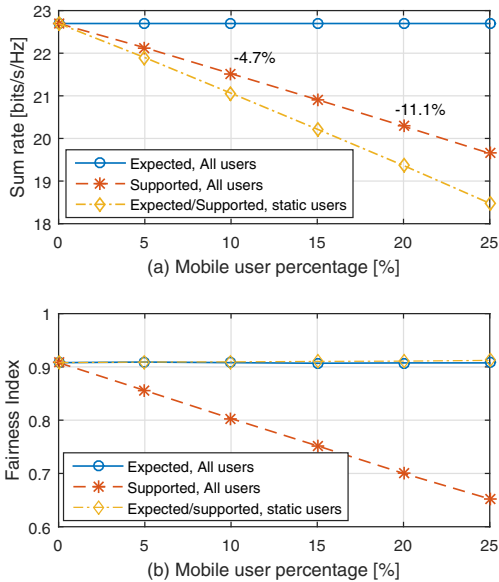 23
22
21
20
19
18
Sum rate [bits/s/Hz]
-4.7%
-11.1%
Expected, All users
Supported, All users
Expected/Supported, static users
0 5 10 15 20 25
(a) Mobile user percentage [%]
1
0.9
0.8
0.7
0.6
Fairness Index
Expected, All users
Supported, All users
Expected/supported, static users
0 5 10 15 20 25
(b) Mobile user percentage [%]